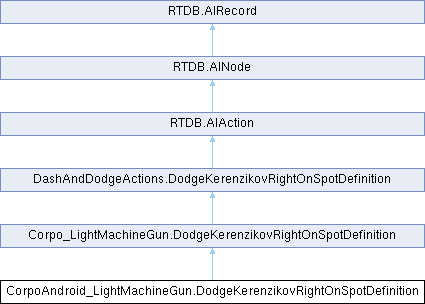 RTDB.AIRecord
RTDB.AINode
RTDB.AIAction
DashAndDodgeActions.DodgeKerenzikovRightOnSpotDefinition
Corpo_LightMachineGun.DodgeKerenzikovRightOnSpotDefinition
CorpoAndroid_LightMachineGun.DodgeKerenzikovRightOnSpotDefinition